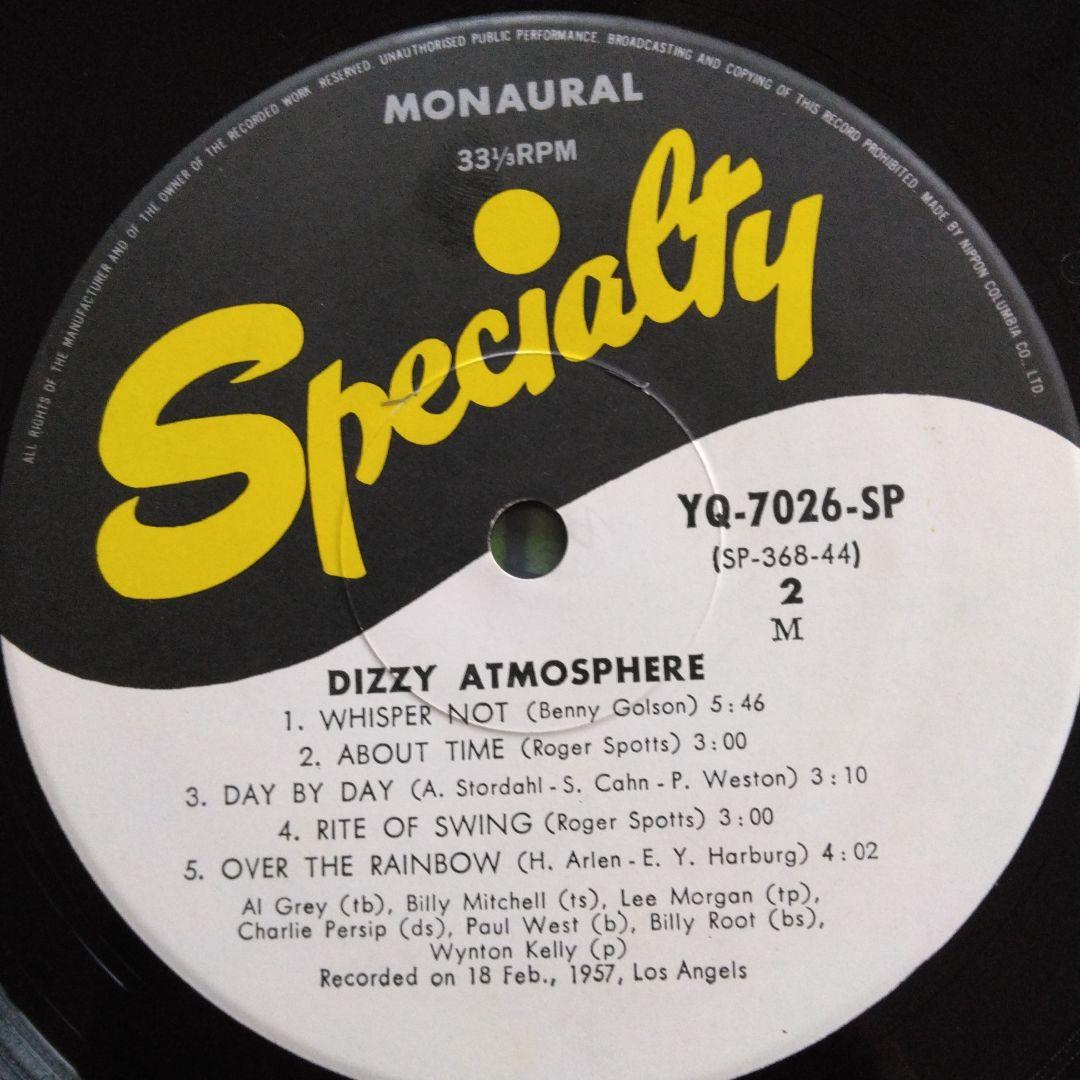 ALL RIGHTS OF THE MANUFACTURER AND OF THE OWNER OF THE RECORDED WORK RESERVED. UNAUTHORISED PUBLIC PERFORMANCE. BROADCASTING AND COPYING OF THIS RECORD PROHIBITED. MADE BY NIPPON COLUMBIA CO., LTD
MONAURAL
33⅓RPM
Specialty
YQ-7026-SP
(SP-368-44)
2
M
DIZZY ATMOSPHERE
1. WHISPER NOT (Benny Golson) 5:46
2. ABOUT TIME (Roger Spotts) 3:00
3. DAY BY DAY (A. Stordahl-S. Cahn-P. Weston) 3:10
4. RITE OF SWING (Roger Spotts) 3:00
5. OVER THE RAINBOW (H. Arlen-E. Y. Harburg) 4:02
Al Grey (tb), Billy Mitchell (ts), Lee Morgan (tp),
Charlie Persip (ds), Paul West (b), Billy Root (bs),
Wynton Kelly (p)
Recorded on 18 Feb., 1957, Los Angels